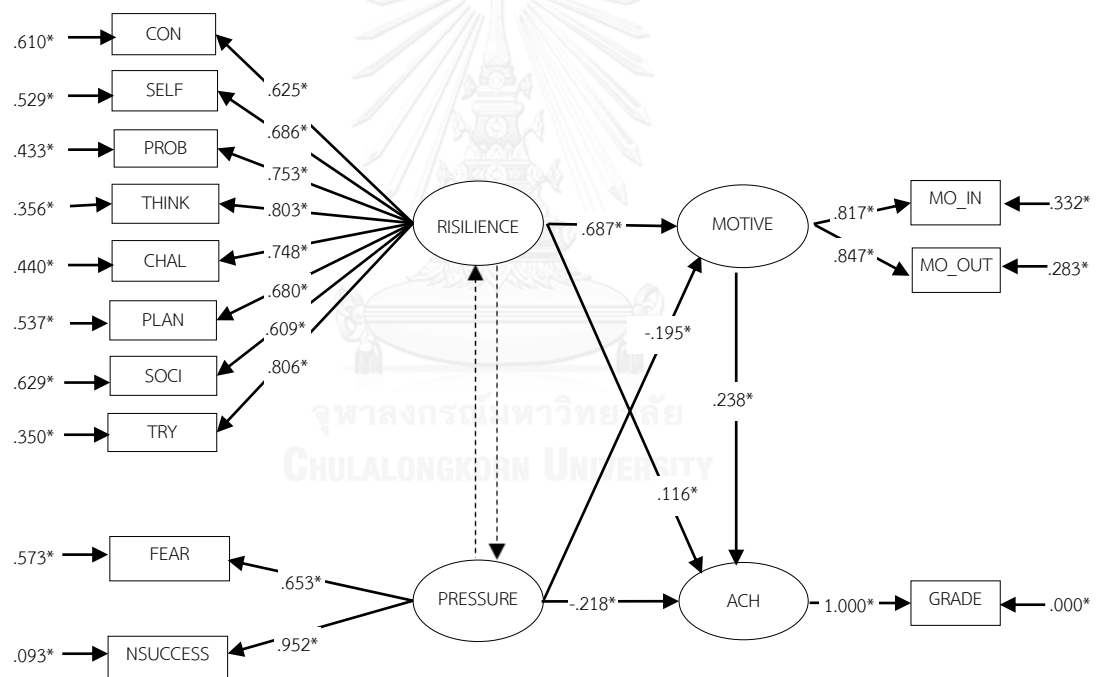 .610*
CON
.625*
.529*
SELF
.686*
.433*
PROB
.753*
.356*
THINK
.803*
.440*
CHAL
.748*
.537*
PLAN
.680*
.629*
SOCI
.609*
.350*
TRY
.806*
RISILIENCE
.687*
MOTIVE
.817*
MO_IN
.332*
.847*
MO_OUT
.283*
-.195*
.238*
.116*
จุฬาลงกรณ์มหาวิทยาลัย
CHULALONGKORN UNIVERSITY
.573*
FEAR
.653*
.093*
NSUCCESS
.952*
PRESSURE
-.218*
ACH
1.000*
GRADE
.000*